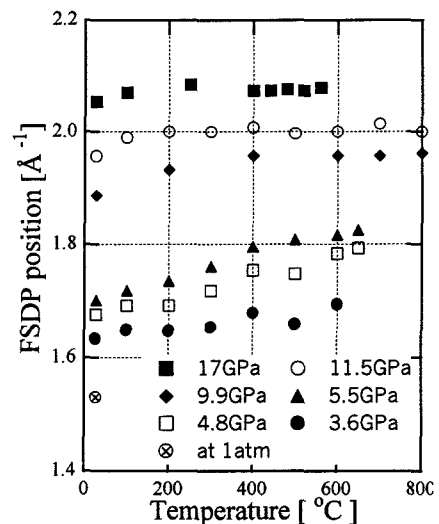 2.2
2.0
1.8
1.6
1.4
FSDP position [Å⁻¹]
17GPa 11.5GPa
9.9GPa 5.5GPa
4.8GPa 3.6GPa
at 1atm
0 200 400 600 800
Temperature [ °C]